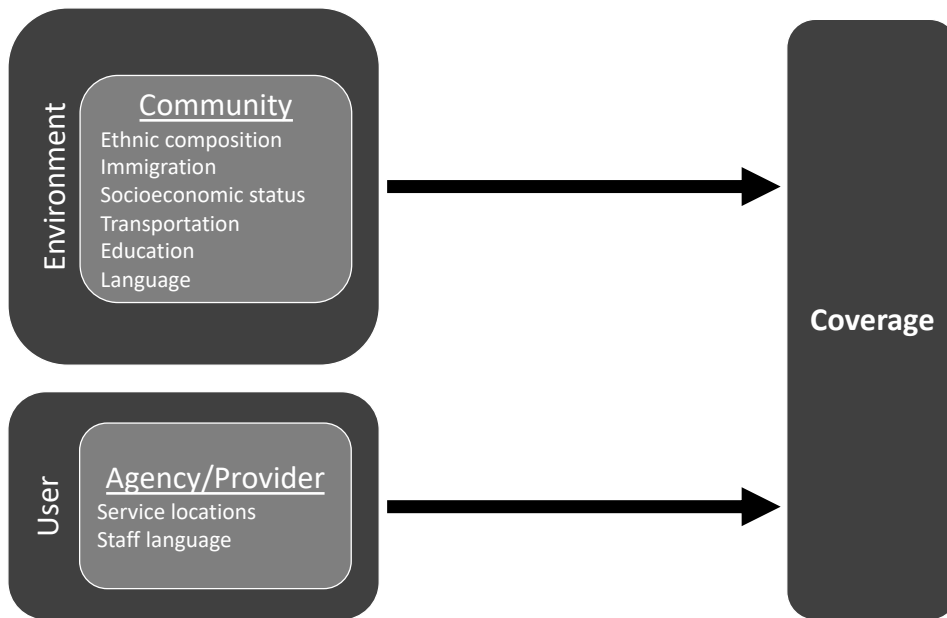 Environment
Community
Ethnic composition
Immigration
Socioeconomic status
Transportation
Education
Language
User
Agency/Provider
Service locations
Staff language
Coverage